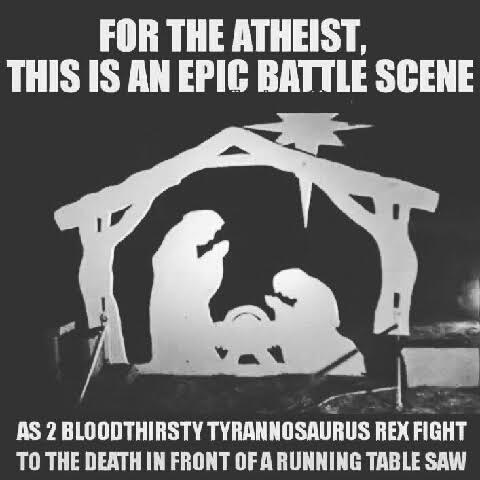 FOR THE ATHEIST,
THIS IS AN EPIC BATTLE SCENE
AS 2 BLOODTHIRSTY TYRANNOSAURUS REX FIGHT
TO THE DEATH IN FRONT OF A RUNNING TABLE SAW